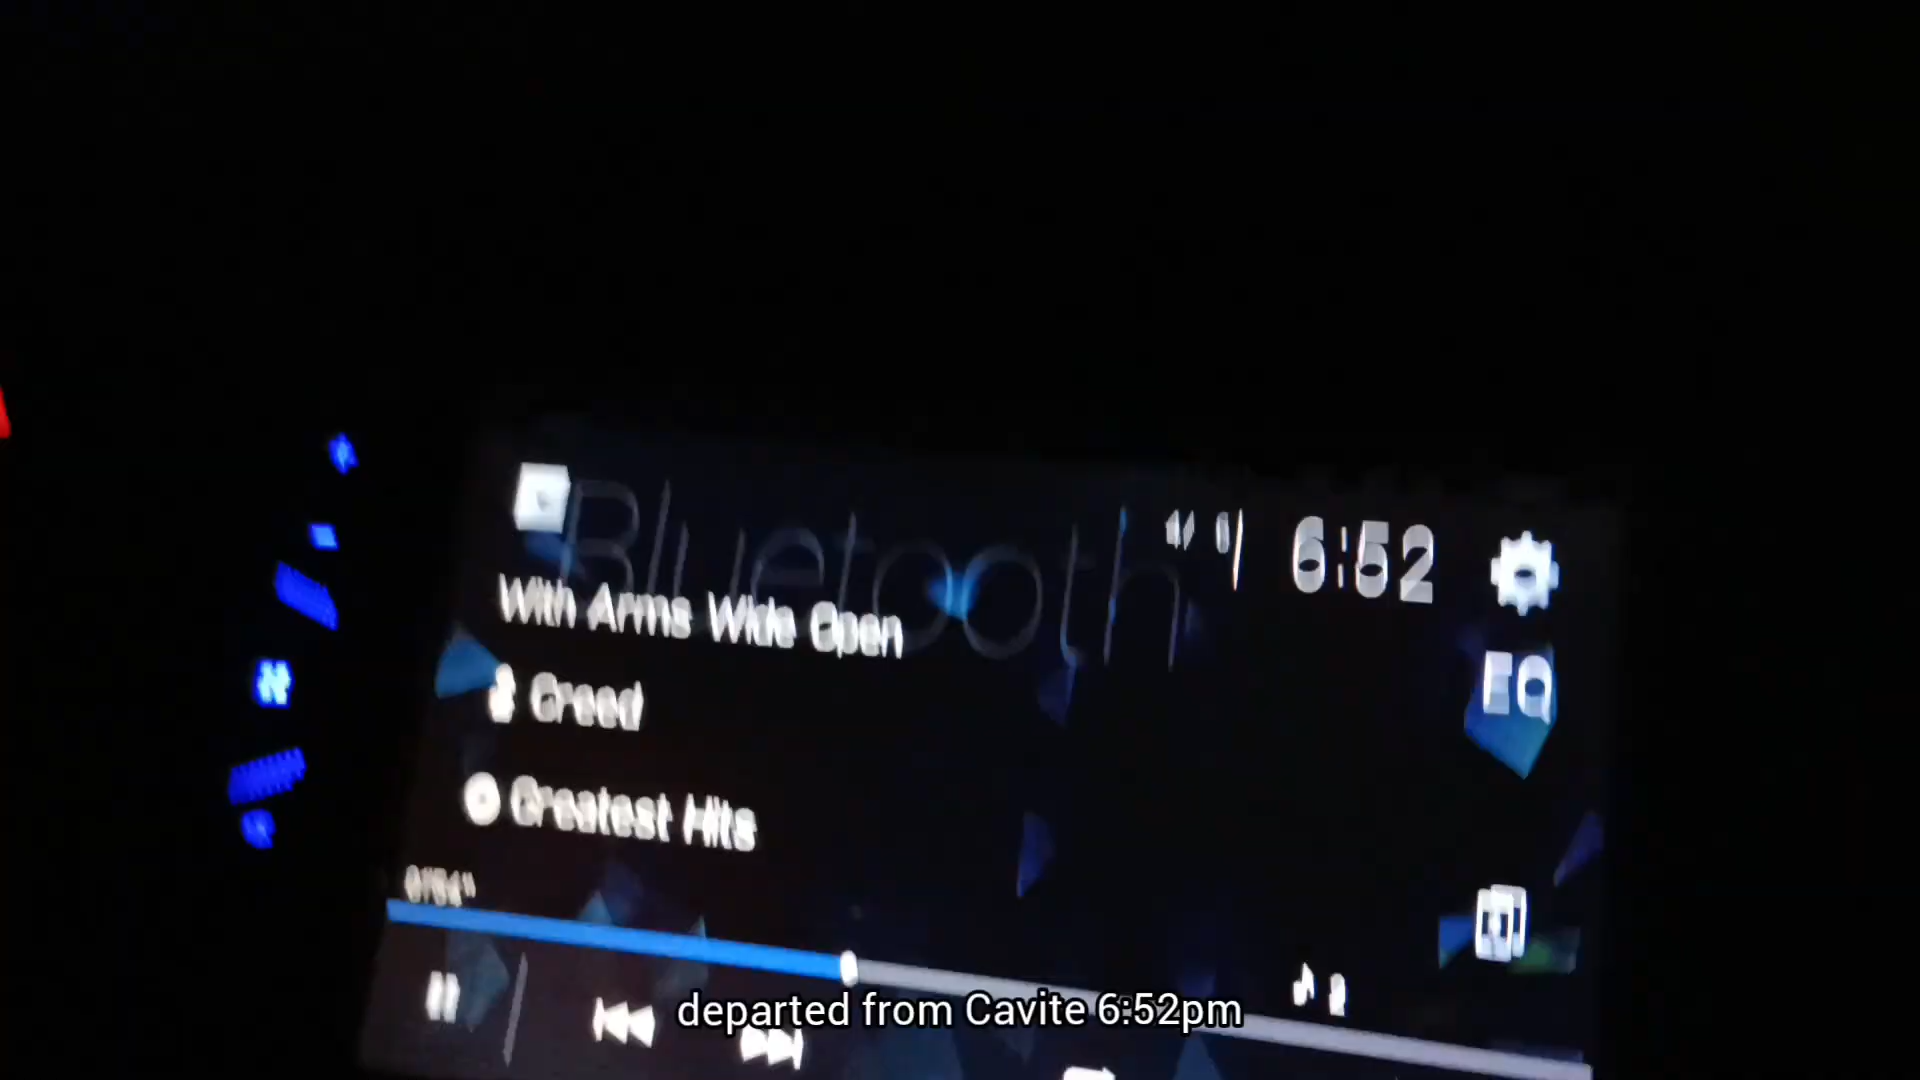 Bluetooth
6:52
With Arms Wide Open
EQ
Creed
Greatest Hits
departed from Cavite 6:52pm